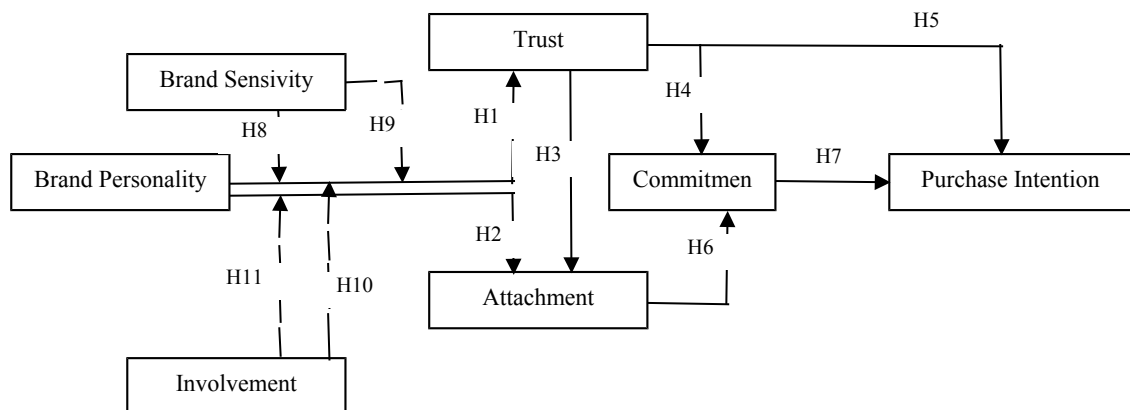 H5
Trust
Brand Sensivity
H4
H8
H9
H1
H3
H7
Brand Personality
Commitmen
Purchase Intention
H2
H6
H11
H10
Attachment
Involvement